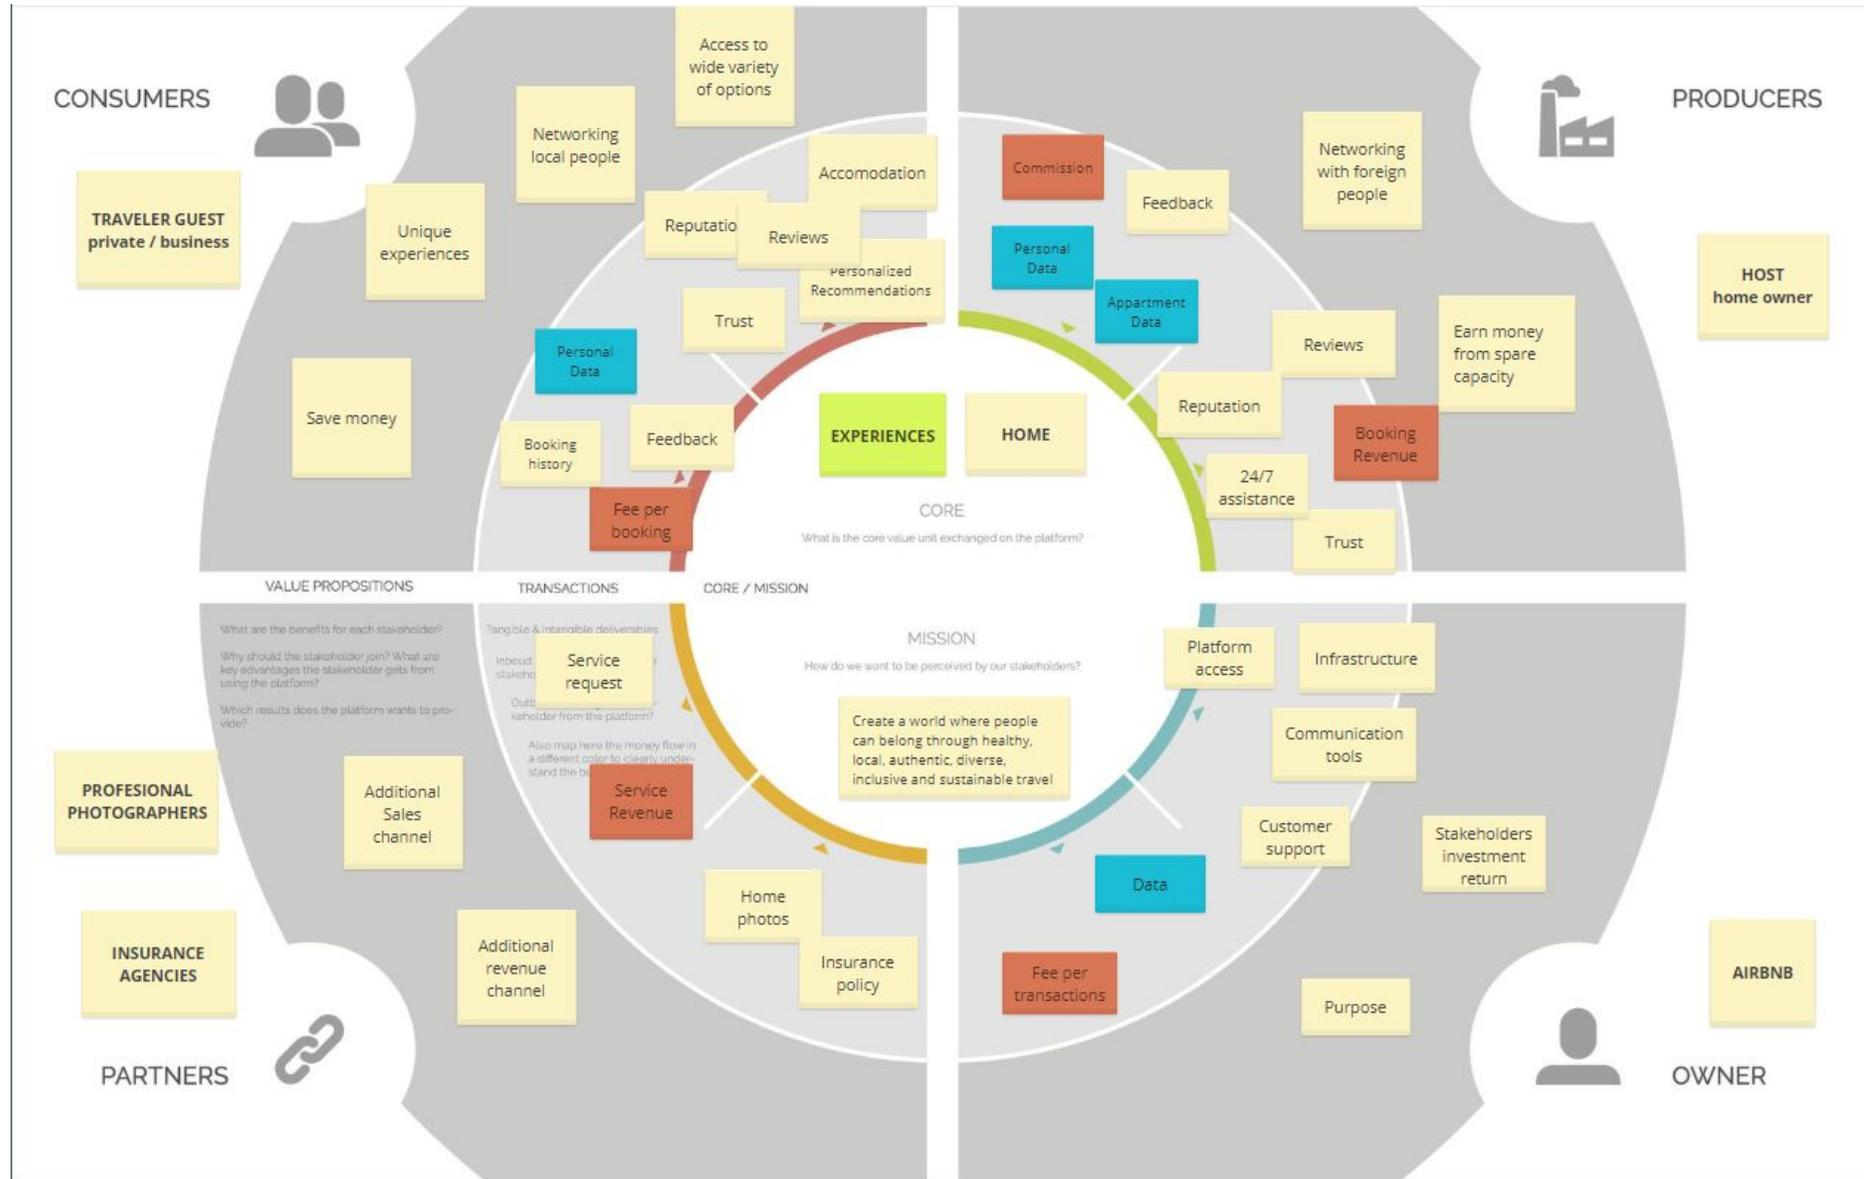 CONSUMERS
TRAVELER GUEST
private / business
Access to
wide variety
of options
Networking
local people
Unique
experiences
Save money
Accomodation
Reputatio
Reviews
Personalized
Recommendations
Trust
Personal
Data
Booking
history
Feedback
Fee per
booking
PRODUCERS
HOST
home owner
Commission
Feedback
Networking
with foreign
people
Personal
Data
Appartment
Data
Reviews
Earn money
from spare
capacity
Reputation
Booking
Revenue
24/7
assistance
Trust
EXPERIENCES
HOME
CORE
What is the core value unit exchanged on the platform?
VALUE PROPOSITIONS
TRANSACTIONS
CORE / MISSION
MISSION
How do we want to be perceived by our stakeholders?
Create a world where people
can belong through healthy,
local, authentic, diverse,
inclusive and sustainable travel
What are the benefits for each stakeholder?
Why should the stakeholder join? What are
key advantages the stakeholder gets from
using the platform?
Which results does the platform wants to pro-
vide?
Tangible & intangible deliverables
Service
request
keholder from the platform?
Also map here the money flow in
a different color to clearly under-
stand the
Service
Revenue
PROFESIONAL
PHOTOGRAPHERS
Additional
Sales
channel
INSURANCE
AGENCIES
Additional
revenue
channel
Home
photos
Insurance
policy
PARTNERS
Platform
access
Infrastructure
Communication
tools
Customer
support
Stakeholders
investment
return
Data
Fee per
transactions
Purpose
AIRBNB
OWNER